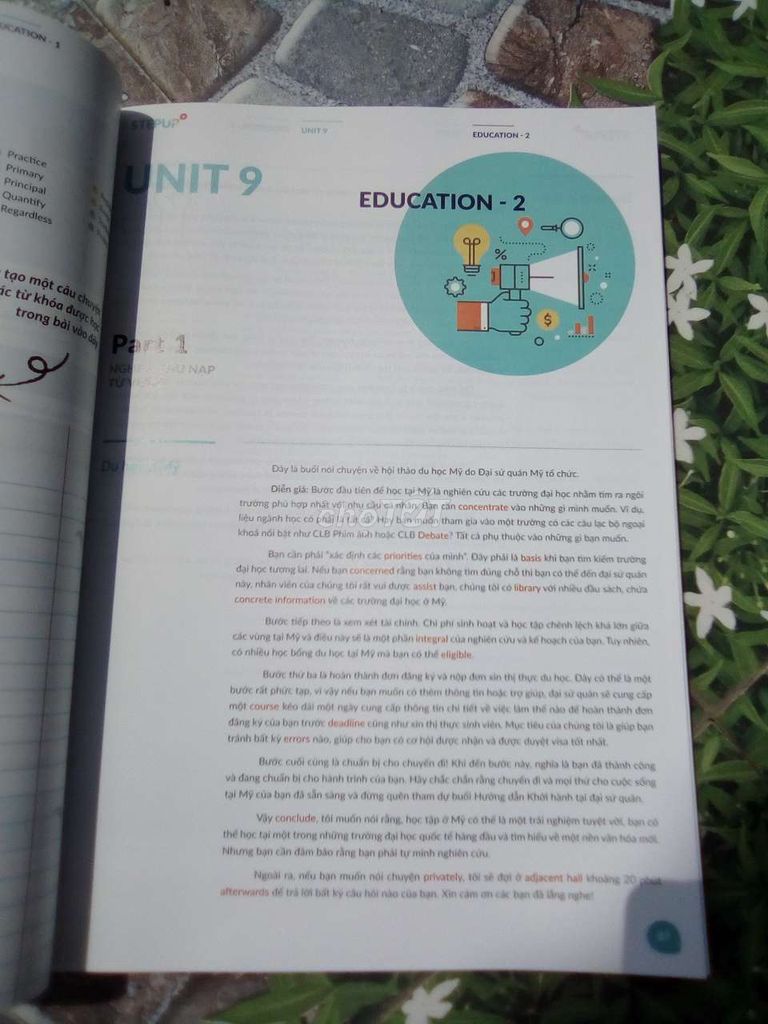 EDUCATION - 1
Practice
Primary
Principal
Quantify
Regardless
tạo một câu chuyện
các từ khóa được học
trong bài vào đây
STEPUP
UNIT 9
EDUCATION - 2
UNIT 9
EDUCATION - 2
%
$
Part 1
NẠP
Đây là buổi nói chuyện về hội thảo du học Mỹ do Đại sứ quán Mỹ tổ chức.
Diễn giả: Bước đầu tiên để học tại Mỹ là nghiên cứu các trường đại học nhằm tìm ra ngôi
trường phù hợp nhất với nhu cầu cá nhân. Bạn cần concentrate vào những gì mình muốn. Ví dụ,
liệu ngành học có phải là Hay bạn muốn tham gia vào một trường có các câu lạc bộ ngoại
khoá nổi bật như CLB Phim ảnh hoặc CLB Debate? Tất cả phụ thuộc vào những gì bạn muốn.
Bạn cần phải "xác định các priorities của mình". Đây phải là basis khi bạn tìm kiếm trường
đại học tương lai. Nếu bạn concerned rằng bạn không tìm đúng chỗ thì bạn có thể đến đại sứ quán
này, nhân viên của chúng tôi rất vui được assist bạn, chúng tôi có library với nhiều đầu sách, chứa
concrete information về các trường đại học ở Mỹ.
Bước tiếp theo là xem xét tài chính. Chi phí sinh hoạt và học tập chênh lệch khá lớn giữa
các vùng tại Mỹ và điều này sẽ là một phần integral của nghiên cứu và kế hoạch của bạn. Tuy nhiên,
có nhiều học bổng du học tại Mỹ mà bạn có thể eligible.
Bước thứ ba là hoàn thành đơn đăng ký và nộp đơn xin thị thực du học. Đây có thể là một
bước rất phức tạp, vì vậy nếu bạn muốn có thêm thông tin hoặc trợ giúp, đại sứ quán sẽ cung cấp
một course kéo dài một ngày cung cấp thông tin chi tiết về việc làm thế nào để hoàn thành đơn
đăng ký của bạn trước deadline cũng như xin thị thực sinh viên. Mục tiêu của chúng tôi là giúp bạn
tránh bất kỳ errors nào, giúp cho bạn có cơ hội được nhận và được duyệt visa tốt nhất.
Bước cuối cùng là chuẩn bị cho chuyến đi! Khi đến bước này, nghĩa là bạn đã thành công
và đang chuẩn bị cho hành trình của bạn. Hãy chắc chắn rằng chuyến đi và mọi thứ cho cuộc sống
tại Mỹ của bạn đã sẵn sàng và đừng quên tham dự buổi Hướng dẫn Khởi hành tại đại sứ quán.
Vậy conclude, tôi muốn nói rằng, học tập ở Mỹ có thể là một trải nghiệm tuyệt vời, bạn có
thể học tại một trong những trường đại học quốc tế hàng đầu và tìm hiểu về một nền văn hóa mới.
Nhưng bạn cần đảm bảo rằng bạn phải tự mình nghiên cứu.
Ngoài ra, nếu bạn muốn nói chuyện privately, tôi sẽ đợi ở adjacent hall khoảng 20 phút
afterwards để trả lời bất kỳ câu hỏi nào của bạn. Xin cảm ơn các bạn đã lắng nghe!
choTỐT